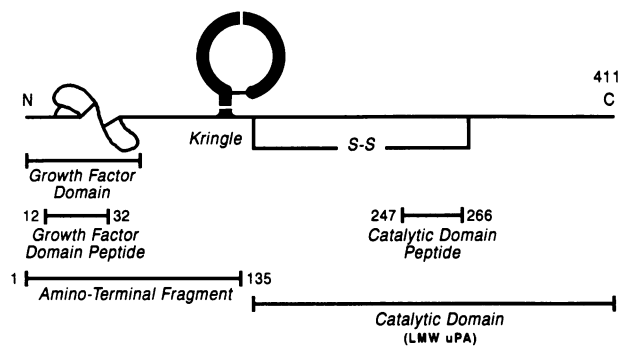 411
N
C
Kringle
S-S
Growth Factor
Domain
12
32
247
266
Growth Factor
Domain Peptide
Catalytic Domain
Peptide
1
135
Amino-Terminal Fragment
Catalytic Domain
(LMW uPA)